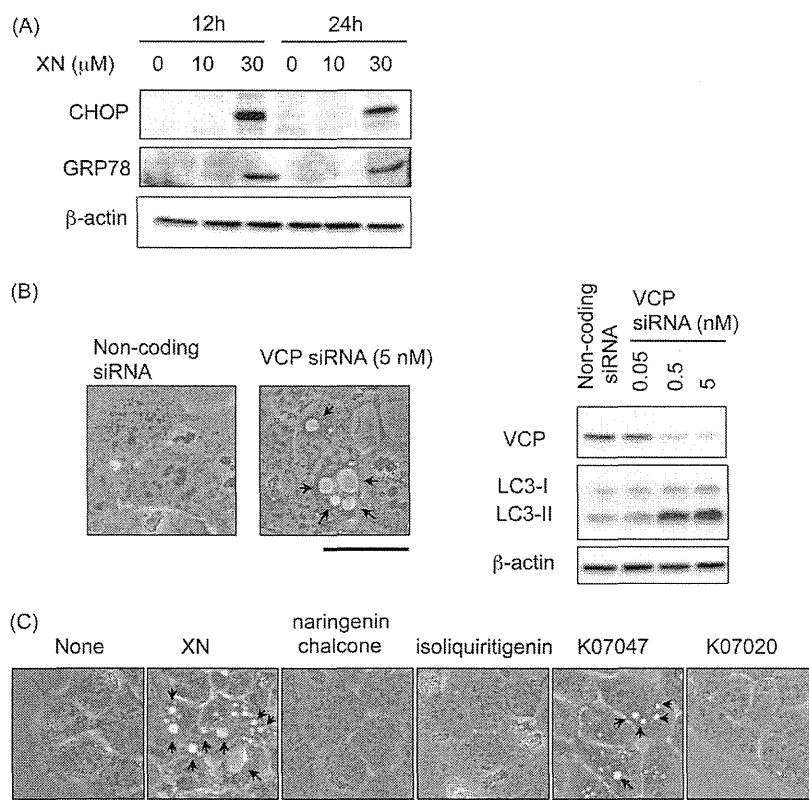 (A)
12h 24h
XN (μM) 0 10 30 0 10 30
CHOP
GRP78
β-actin
(B)
Non-coding
siRNA
VCP siRNA (5 nM)
Non-coding
siRNA
VCP
siRNA (nM)
0.05
0.5
5
VCP
LC3-I
LC3-II
β-actin
(C)
None
XN
naringenin
chalcone
isoliquiritigenin
K07047
K07020